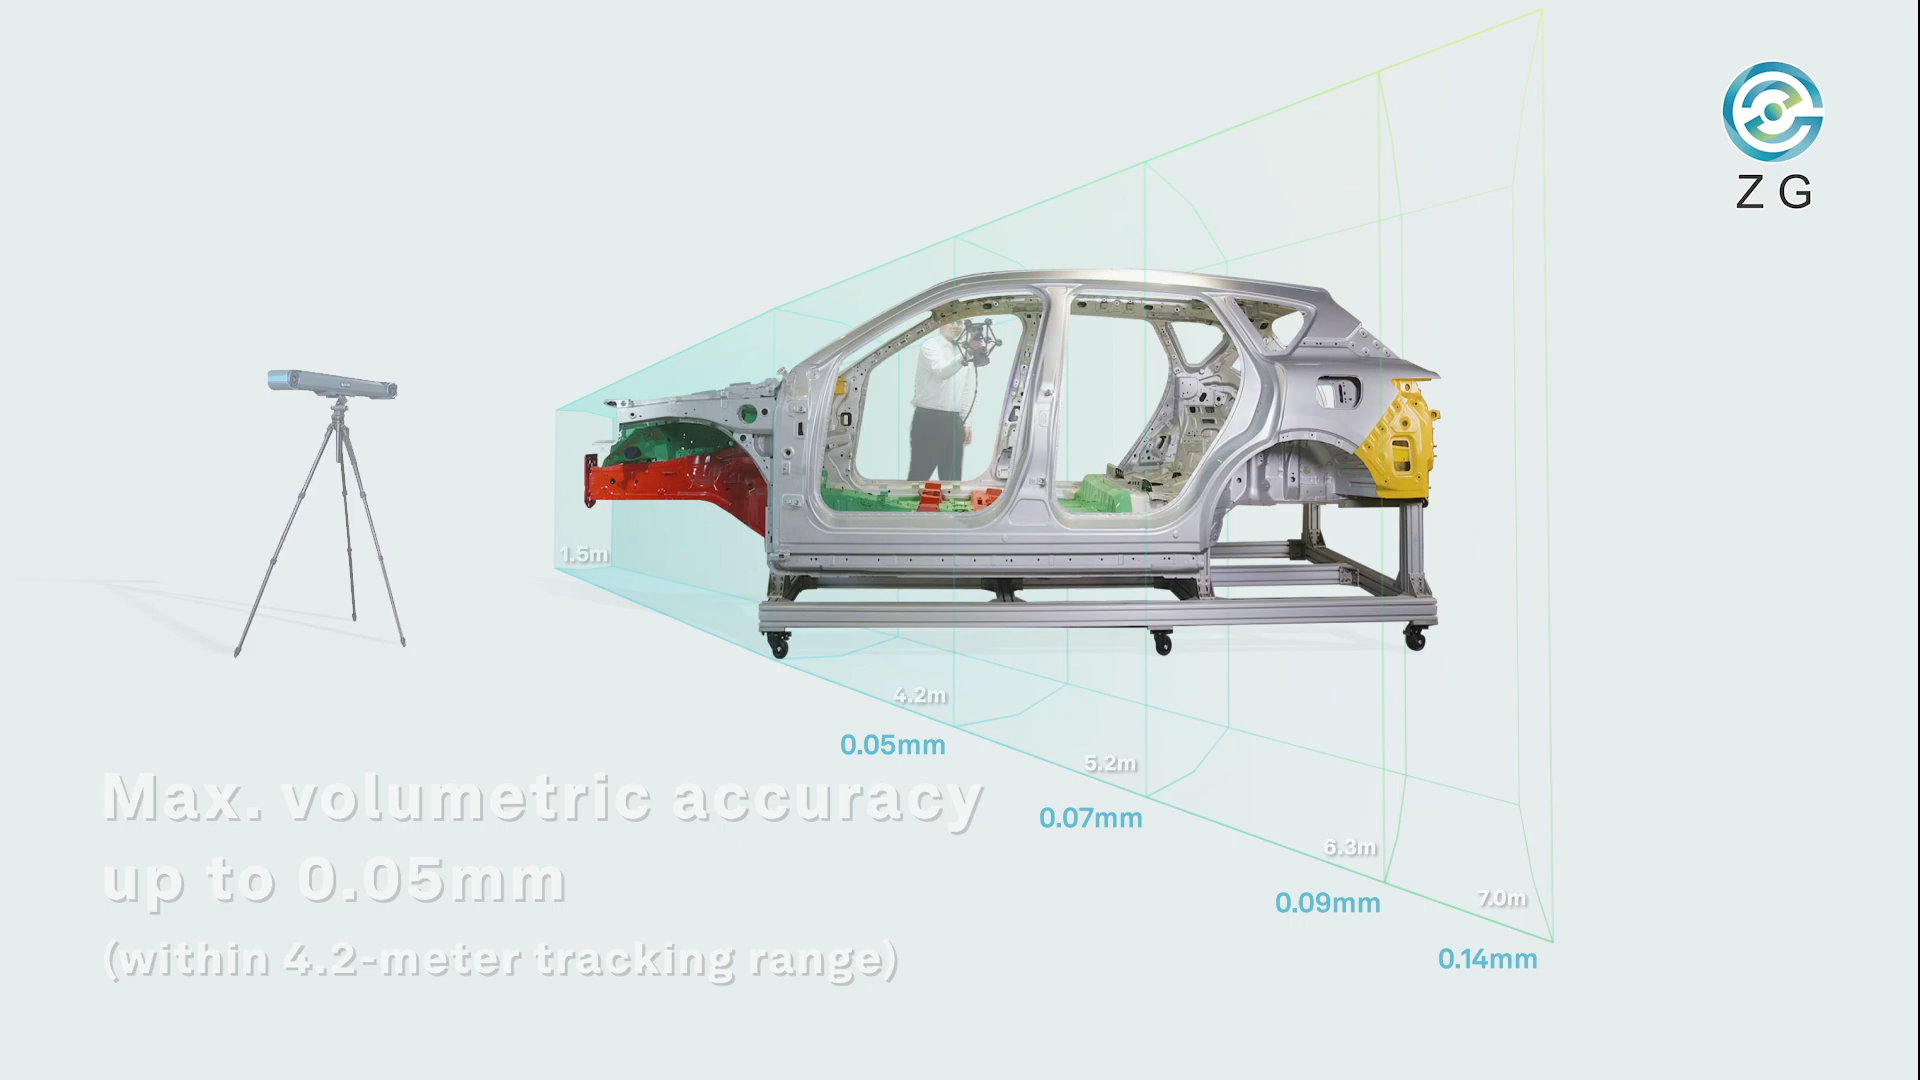 ZG
1.5m
4.2m
0.05mm
5.2m
0.07mm
6.3m
0.09mm
7.0m
0.14mm
Max. volumetric accuracy
up to 0.05mm
(within 4.2-meter tracking range)